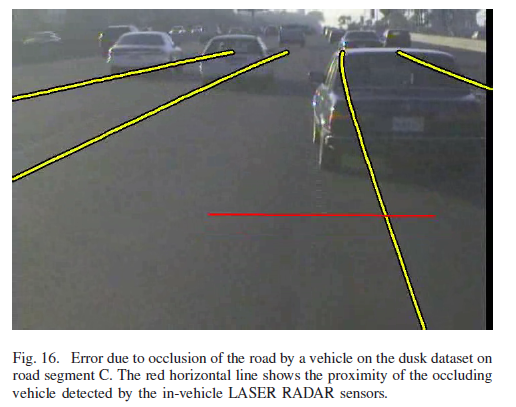 Fig. 16. Error due to occlusion of the road by a vehicle on the dusk dataset on
road segment C. The red horizontal line shows the proximity of the occluding
vehicle detected by the in-vehicle LASER RADAR sensors.